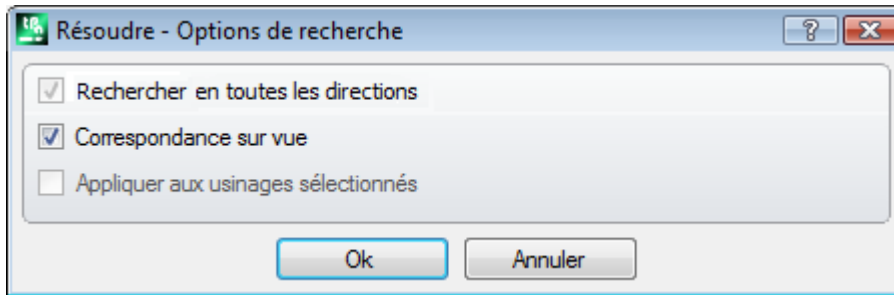 Résoudre - Options de recherche
Rechercher en toutes les directions
Correspondance sur vue
Appliquer aux usinages sélectionnés
Ok Annuler